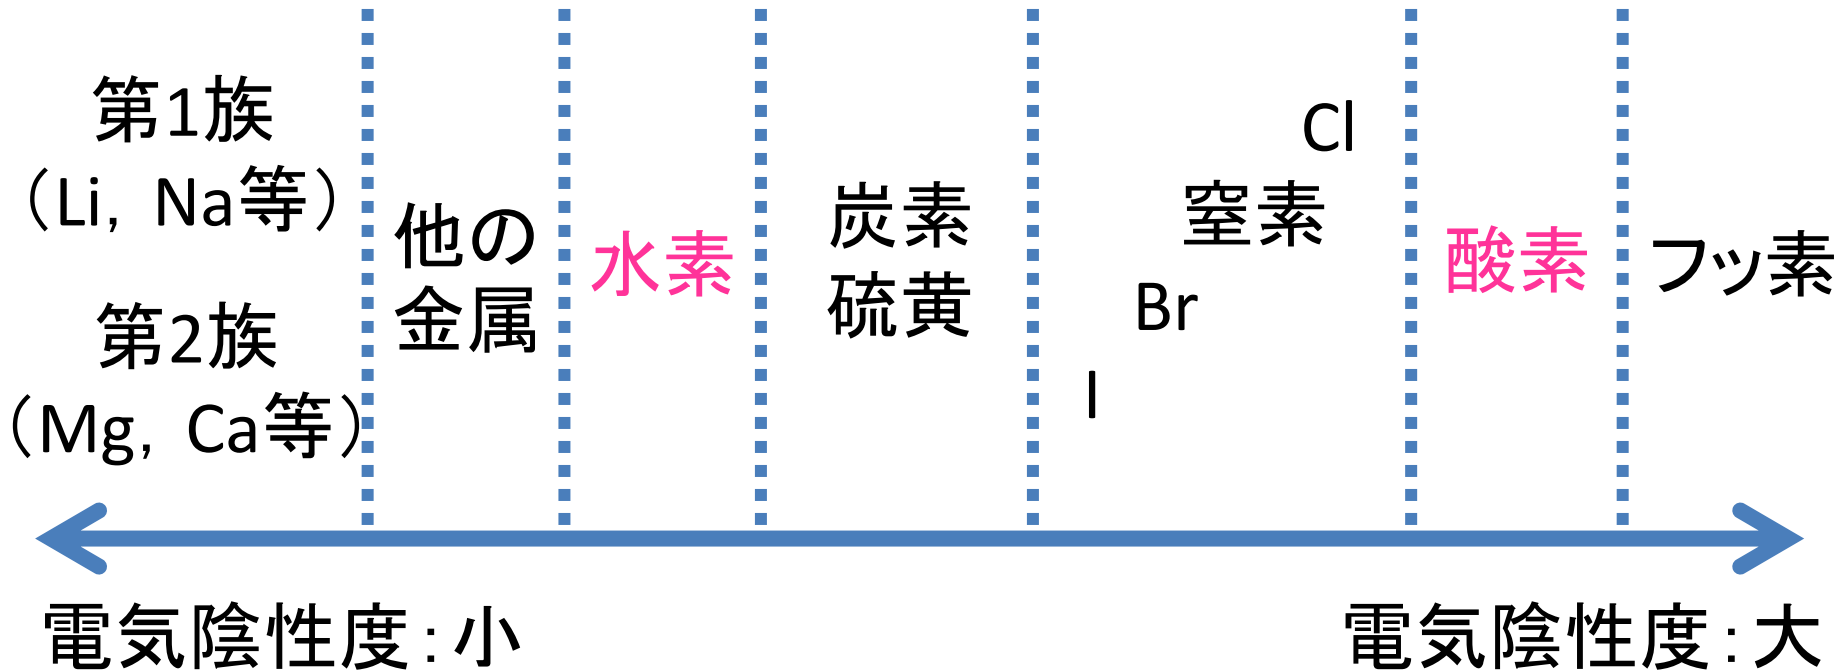 第1族
（Li，Na等）
第2族
（Mg，Ca等）
他の
金属
水素
炭素
硫黄
Cl
窒素
Br
I
酸素
フッ素
電気陰性度：小
電気陰性度：大